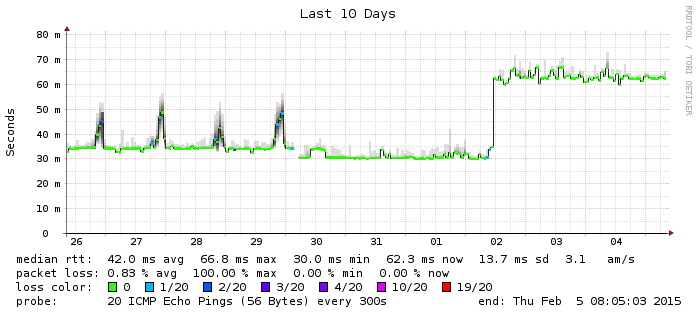 Last 10 Days
RRDTOOL / TOBI OETIKER
Seconds
80 m
70 m
60 m
50 m
40 m
30 m
20 m
10 m
0
26 27 28 29 30 31 01 02 03 04
median rtt: 42.0 ms avg 66.8 ms max 30.0 ms min 62.3 ms now 13.7 ms sd 3.1 am/s
packet loss: 0.83 % avg 100.00 % max 0.00 % min 0.00 % now
loss color: 0 1/20 2/20 3/20 4/20 10/20 19/20
probe: 20 ICMP Echo Pings (56 Bytes) every 300s end: Thu Feb 5 08:05:03 2015